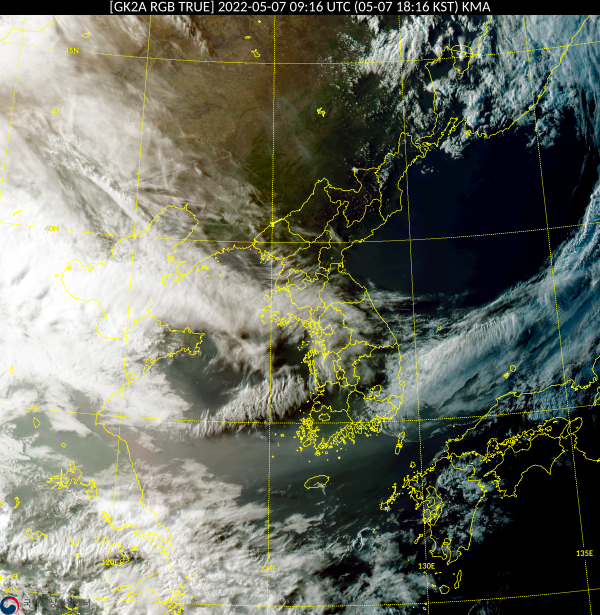 [GK2A RGB TRUE] 2022-05-07 09:16 UTC (05-07 18:16 KST) KMA
45N
40N
120E
125E
130E
135E